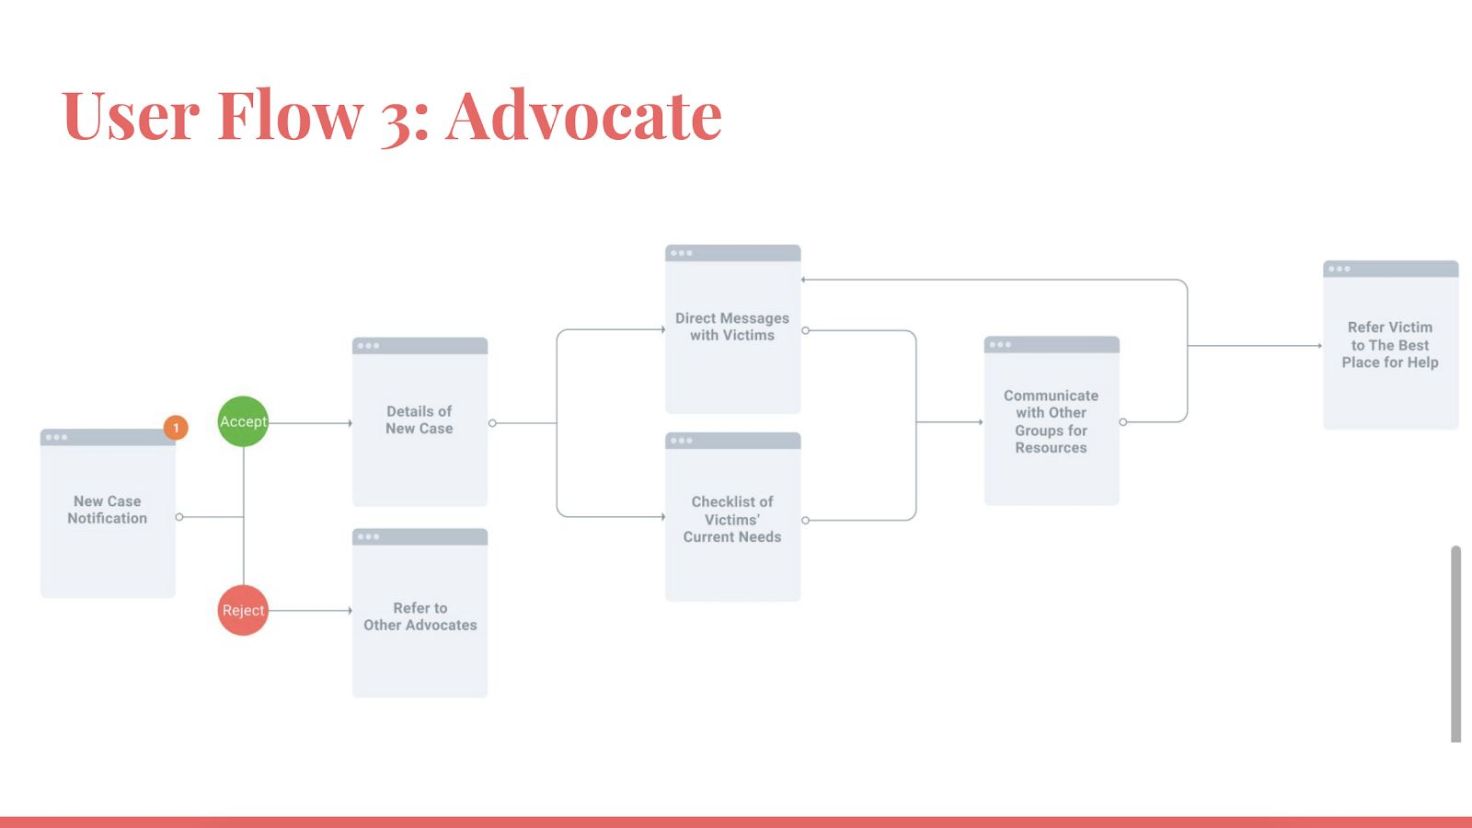 User Flow 3: Advocate
New Case
Notification
1
Accept
Reject
Details of
New Case
Refer to
Other Advocates
Direct Messages
with Victims
Checklist of
Victims'
Current Needs
Communicate
with Other
Groups for
Resources
Refer Victim
to The Best
Place for Help